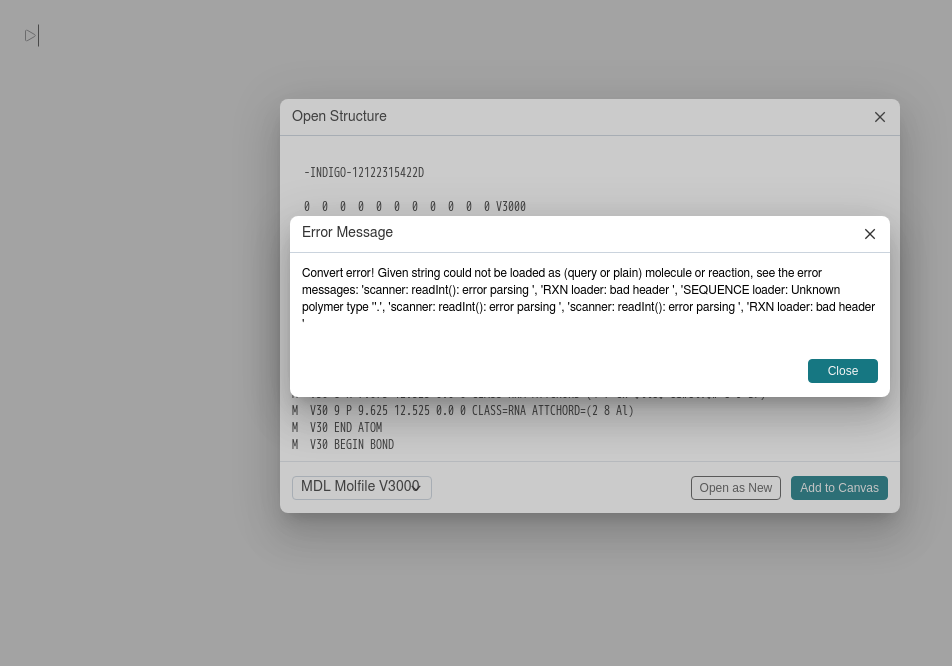 Open Structure
-INDIGO-12122315422D
0 0 0 0 0 0 0 0 0 0 0 V3000
Error Message
Convert error! Given string could not be loaded as (query or plain) molecule or reaction, see the error
messages: 'scanner: readInt(): error parsing ', 'RXN loader: bad header ', 'SEQUENCE loader: Unknown
polymer type ''.', 'scanner: readInt(): error parsing ', 'scanner: readInt(): error parsing ', 'RXN loader: bad header
'
Close
M V30 9 P 9.625 12.525 0.0 0 CLASS=RNA ATTCHORD=(2 8 Al)
M V30 END ATOM
M V30 BEGIN BOND
MDL Molfile V3000
Open as New
Add to Canvas